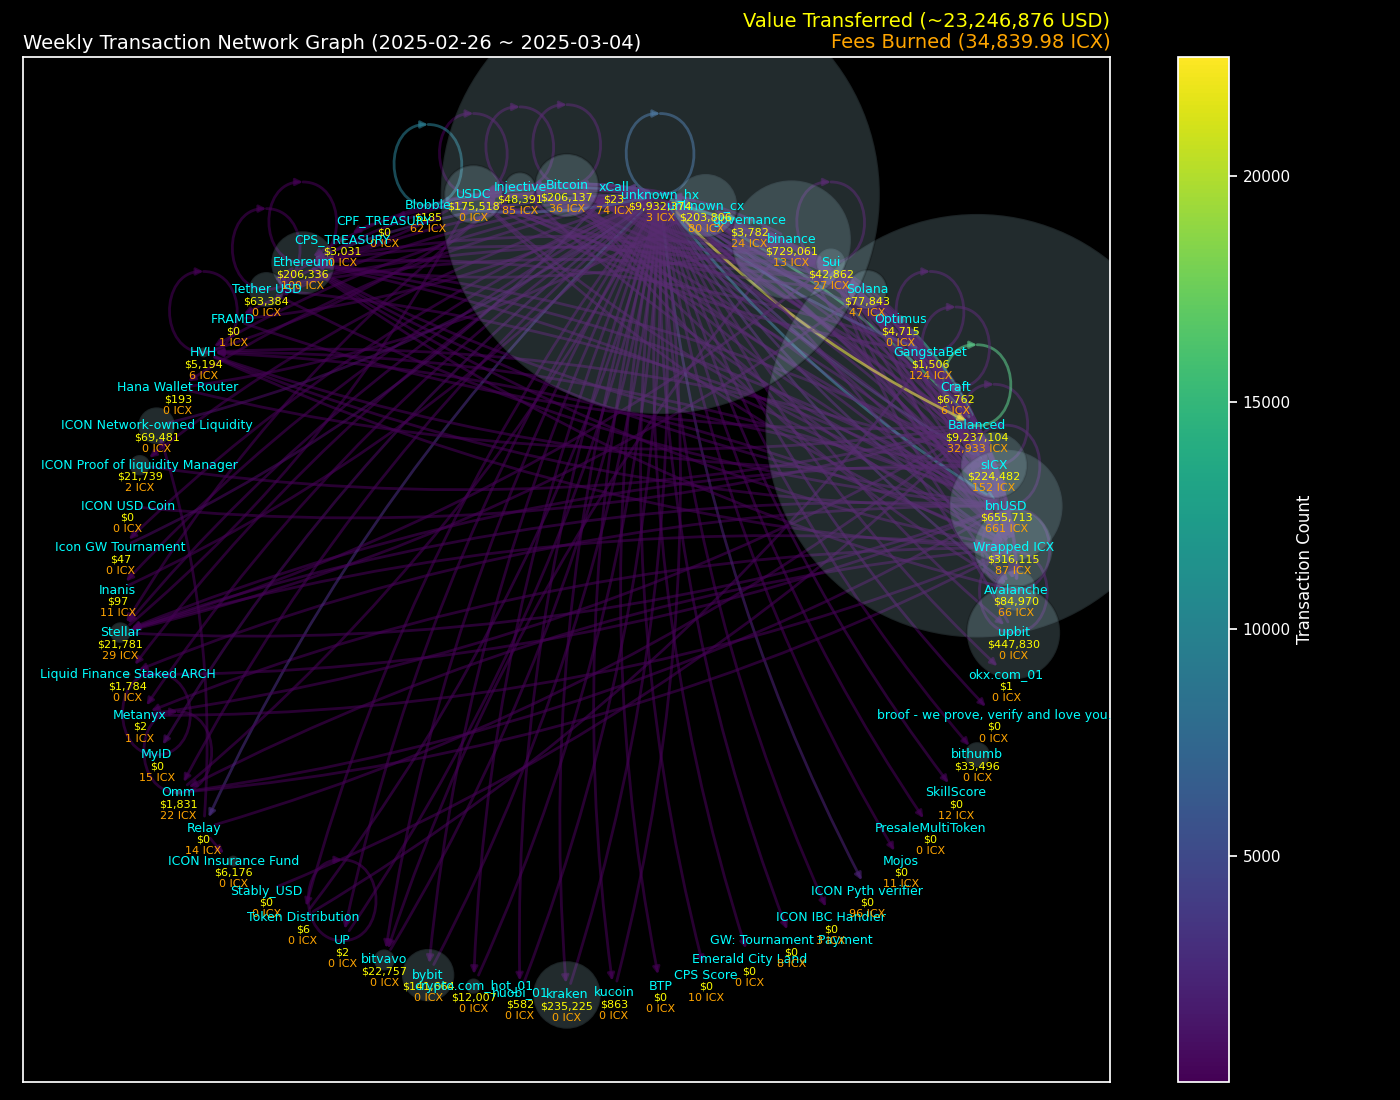 Value Transferred (~23,246,876 USD)
Weekly Transaction Network Graph (2025-02-26 ~ 2025-03-04)
Fees Burned (34,839.98 ICX)
Bitcoin
$206,137
36 ICX
xCall
$23
74 ICX
unknown_hx
$9,932,374
3 ICX
Injective
$48,391
85 ICX
USDC
$175,518
0 ICX
unknown_cx
$203,806
80 ICX
Blobble
$185
62 ICX
governance
$3,782
24 ICX
CPF_TREASURY
$0
0 ICX
binance
$729,061
13 ICX
CPS_TREASURY
$3,031
0 ICX
Sui
$42,862
27 ICX
Ethereum
$206,336
100 ICX
Solana
$77,843
47 ICX
Tether USD
$63,384
0 ICX
Optimus
$4,715
0 ICX
FRAMD
$0
1 ICX
GangstaBet
$1,506
124 ICX
HVH
$5,194
6 ICX
Craft
$6,762
6 ICX
Hana Wallet Router
$193
0 ICX
Balanced
$9,237,104
32,933 ICX
ICON Network-owned Liquidity
$69,481
0 ICX
sICX
$224,482
152 ICX
ICON Proof of liquidity Manager
$21,739
2 ICX
bnUSD
$655,713
661 ICX
ICON USD Coin
$0
0 ICX
Wrapped ICX
$316,115
87 ICX
Icon GW Tournament
$47
0 ICX
Avalanche
$84,970
66 ICX
Inanis
$97
11 ICX
upbit
$447,830
0 ICX
Stellar
$21,781
29 ICX
okx.com_01
$1
0 ICX
Liquid Finance Staked ARCH
$1,784
0 ICX
broof - we prove, verify and love you
$0
0 ICX
Metanyx
$2
1 ICX
bithumb
$33,496
0 ICX
MyID
$0
15 ICX
SkillScore
$0
12 ICX
Omm
$1,831
22 ICX
PresaleMultiToken
$0
0 ICX
Relay
$0
14 ICX
Mojos
$0
11 ICX
ICON Insurance Fund
$6,176
0 ICX
ICON Pyth verifier
$0
96 ICX
Stably_USD
$0
0 ICX
ICON IBC Handler
$0
Token Distribution
$6
0 ICX
GW: Tournament Payment
$0
UP
$2
0 ICX
Emerald City Land
$0
0 ICX
bitvavo
$22,757
0 ICX
CPS Score
$0
10 ICX
bybit
0 ICX
BTP
$0
0 ICX
crypto.com_hot_01
$12,007
0 ICX
kucoin
$863
0 ICX
huobi_01
$582
0 ICX
kraken
$235,225
0 ICX
20000
15000
10000
5000
Transaction Count